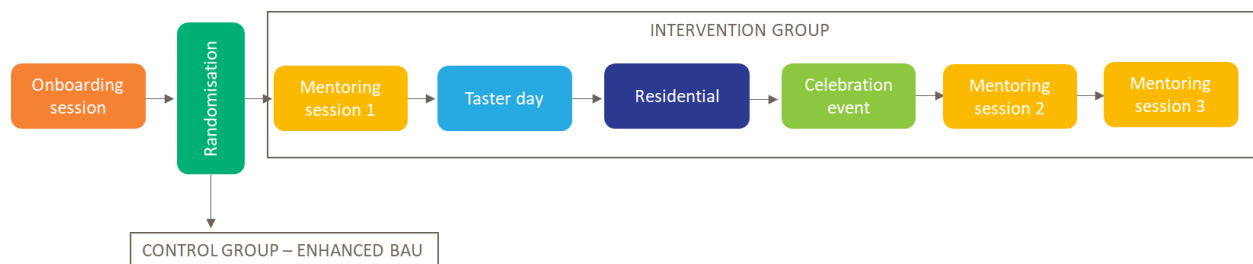 INTERVENTION GROUP
Onboarding
session
Randomisation
Mentoring
session 1
Taster day
Residential
Celebration
event
Mentoring
session 2
Mentoring
session 3
CONTROL GROUP – ENHANCED BAU